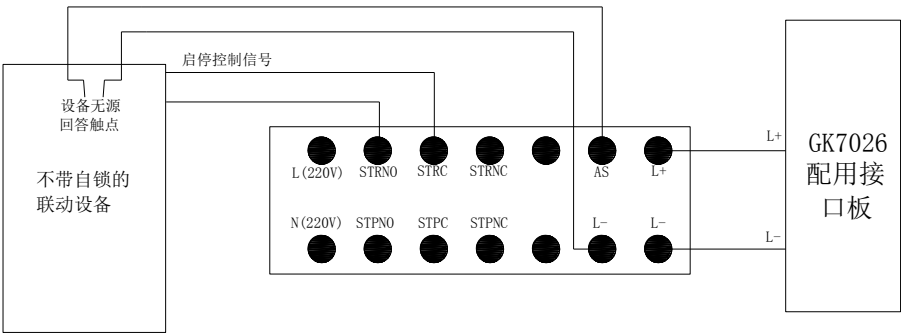 启停控制信号
设备无源
回答触点
不带自锁的
联动设备
L(220V) STRNO STRC STRNC AS L+
N(220V) STPNO STPC STPNC L- L-
L+
L-
GK7026
配用接
口板